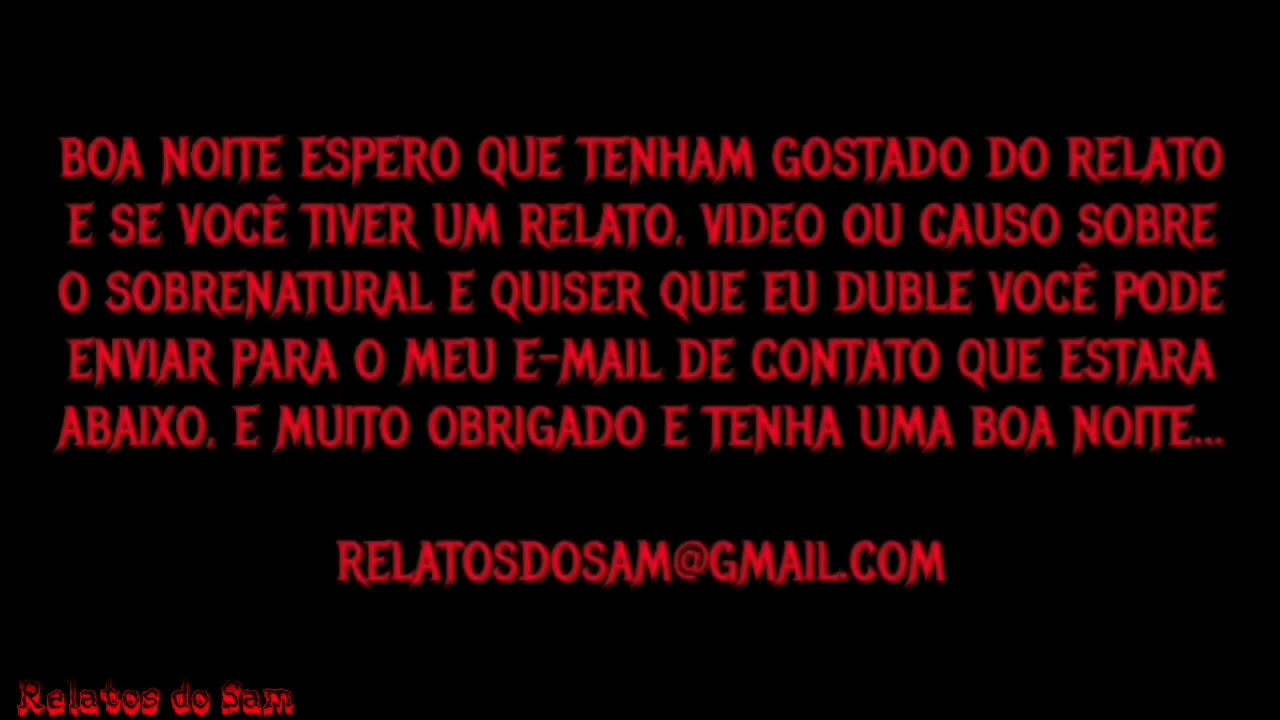 BOA NOITE ESPERO QUE TENHAM GOSTADO DO RELATO
E SE VOCÊ TIVER UM RELATO, VIDEO OU CAUSO SOBRE
O SOBRENATURAL E QUISER QUE EU DUBLE VOCÊ PODE
ENVIAR PARA O MEU E-MAIL DE CONTATO QUE ESTARA
ABAIXO, E MUITO OBRIGADO E TENHA UMA BOA NOITE...
RELATOSDOSAM@GMAIL.COM
Relatos do Sam